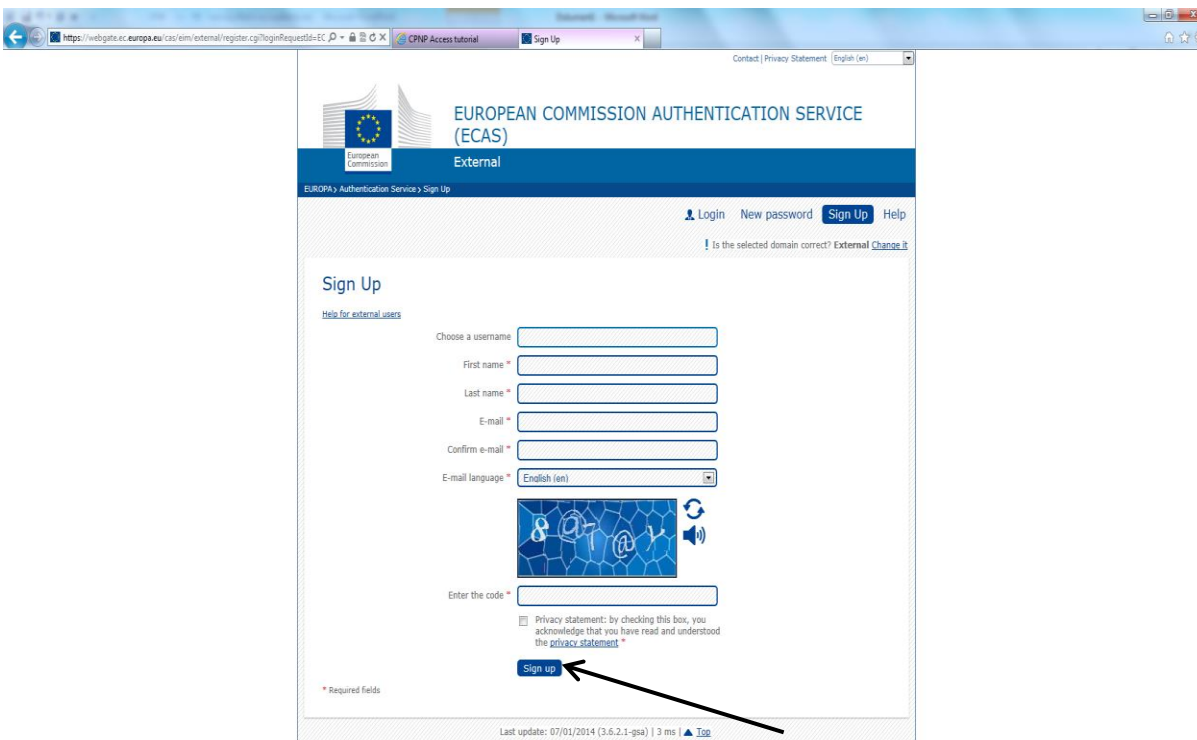 https://webgate.ec.europa.eu/cas/eim/external/register.cgi?loginRequestId=EC
CPNP Access tutorial
Sign Up
Contact | Privacy Statement English (en)
EUROPEAN COMMISSION AUTHENTICATION SERVICE
(ECAS)
European
Commission
External
EUROPA > Authentication Service > Sign Up
Login New password Sign Up Help
! Is the selected domain correct? External Change it
Sign Up
Help for external users
Choose a username
First name *
Last name *
E-mail *
Confirm e-mail *
E-mail language * English (en)
8@T@Y
Enter the code *
Privacy statement: by checking this box, you
acknowledge that you have read and understood
the privacy statement *
Sign up
* Required fields
Last update: 07/01/2014 (3.6.2.1-gsa) | 3 ms | Top